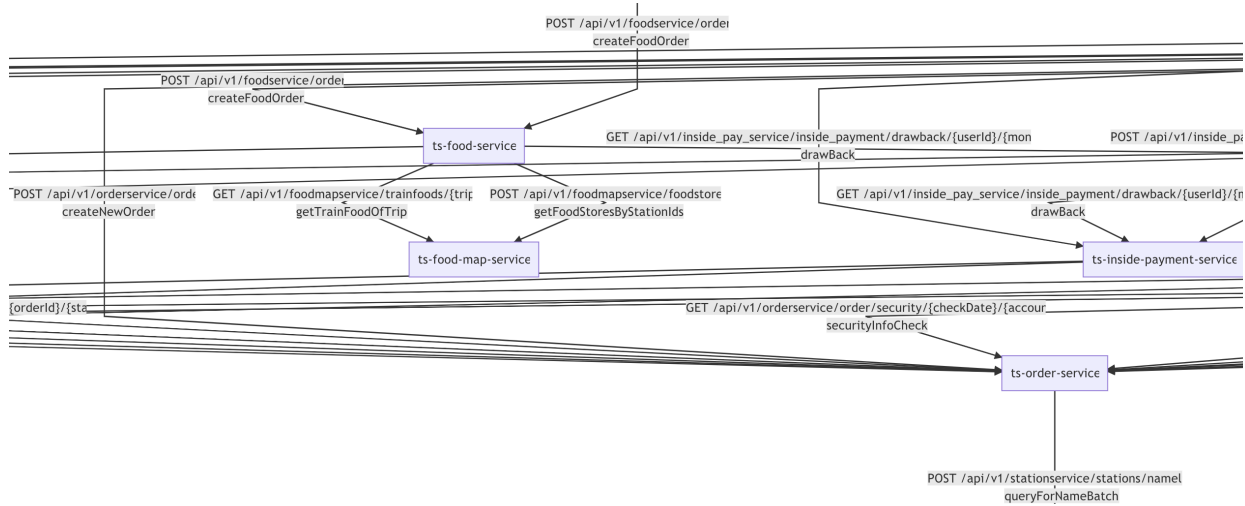 POST /api/v1/foodservice/order
createFoodOrder
POST /api/v1/foodservice/order
createFoodOrder
ts-food-service
GET /api/v1/inside_pay_service/inside_payment/drawback/{userId}/{mon
drawBack
POST /api/v1/inside_pa
POST /api/v1/orderservice/orde
createNewOrder
GET /api/v1/foodmapservice/trainfoods/{trip
getTrainFoodOfTrip
POST /api/v1/foodmapservice/foodstore
getFoodStoresByStationIds
GET /api/v1/inside_pay_service/inside_payment/drawback/{userId}/{m
drawBack
ts-food-map-service
ts-inside-payment-service
{orderId}/{sta
GET /api/v1/orderservice/order/security/{checkDate}/{accour
securityInfoCheck
ts-order-service
POST /api/v1/stationservice/stations/namel
queryForNameBatch